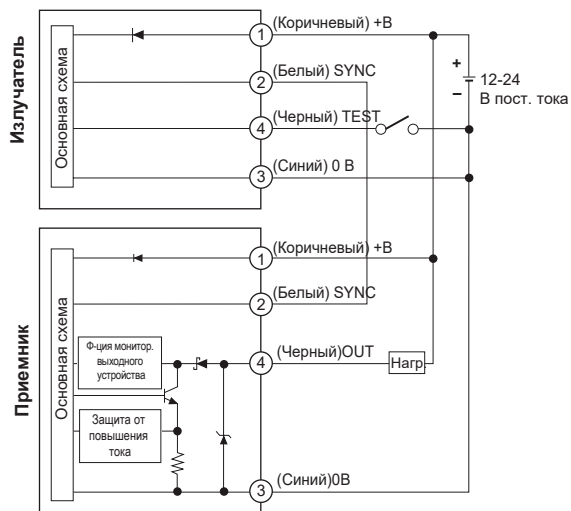 Излучатель
Основная схема
1
(Коричневый) +В
2
(Белый) SYNC
4
(Черный) TEST
3
(Синий) 0 В
+
−
12-24
В пост. тока
Приемник
Основная схема
1
(Коричневый) +В
2
(Белый) SYNC
Ф-ция монитор.
выходного
устройства
4
(Черный)OUT
Нагр.
Защита от
повышения
тока
3
(Синий)0В